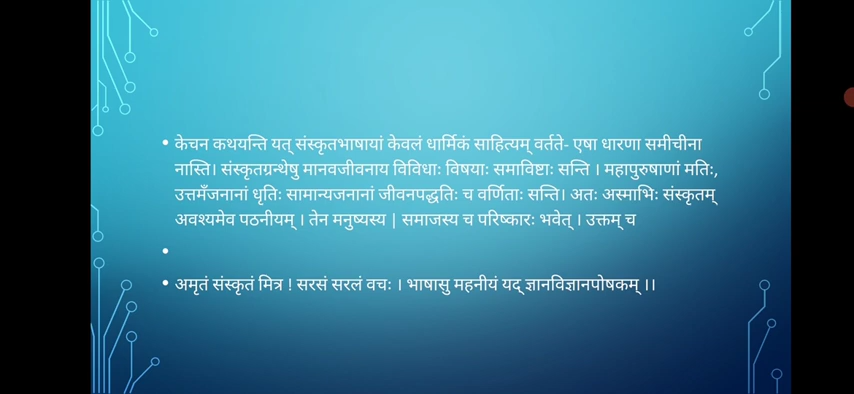 • केचन कथयन्ति यत् संस्कृतभाषायां केवलं धार्मिकं साहित्यम् वर्तते- एषा धारणा समीचीना
नास्ति। संस्कृतग्रन्थेषु मानवजीवनाय विविधाः विषयाः समाविष्टाः सन्ति । महापुरुषाणां मतिः,
उत्तमँजनानां धृतिः सामान्यजनानां जीवनपद्धतिः च वर्णिताः सन्ति। अतः अस्माभिः संस्कृतम्
अवश्यमेव पठनीयम् । तेन मनुष्यस्य | समाजस्य च परिष्कारः भवेत् । उक्तम् च
•
• अमृतं संस्कृतं मित्र ! सरसं सरलं वचः । भाषासु महनीयं यद् ज्ञानविज्ञानपोषकम् ।।